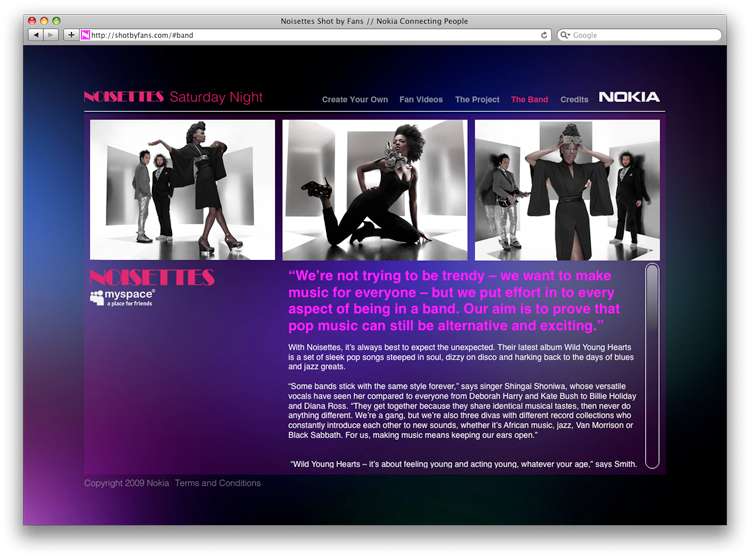 Noisettes Shot by Fans // Nokia Connecting People
http://shotbyfans.com/#band
Google
NOISETTES Saturday Night
Create Your Own Fan Videos The Project The Band Credits NOKIA
NOISETTES
myspace®
a place for friends
“We’re not trying to be trendy – we want to make
music for everyone – but we put effort in to every
aspect of being in a band. Our aim is to prove that
pop music can still be alternative and exciting.”
With Noisettes, it’s always best to expect the unexpected. Their latest album Wild Young Hearts
is a set of sleek pop songs steeped in soul, dizzy on disco and harking back to the days of blues
and jazz greats.
“Some bands stick with the same style forever,” says singer Shingai Shoniwa, whose versatile
vocals have seen her compared to everyone from Deborah Harry and Kate Bush to Billie Holiday
and Diana Ross. “They get together because they share identical musical tastes, then never do
anything different. We’re a gang, but we’re also three divas with different record collections who
constantly introduce each other to new sounds, whether it’s African music, jazz, Van Morrison or
Black Sabbath. For us, making music means keeping our ears open.”
“Wild Young Hearts – it’s about feeling young and acting young, whatever your age,” says Smith.
Copyright 2009 Nokia Terms and Conditions